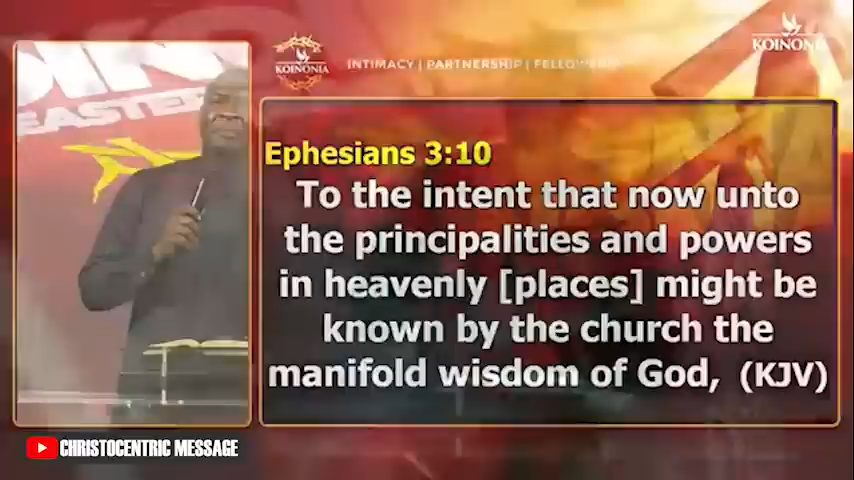 EASTER
KOINONIA
INTIMACY | PARTNERSHIP |
KOINONIA
Ephesians 3:10
To the intent that now unto
the principalities and powers
in heavenly [places] might be
known by the church the
manifold wisdom of God, (KJV)
CHRISTOCENTRIC MESSAGE